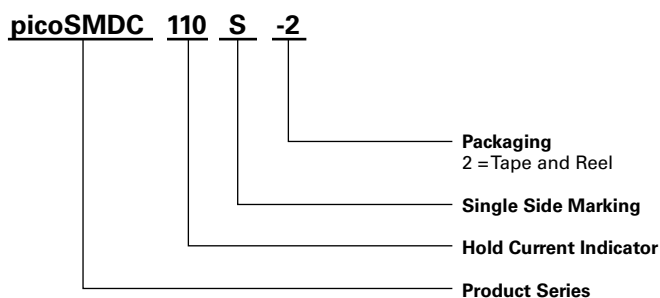 picoSMDC 110 S -2
Packaging
2 = Tape and Reel
Single Side Marking
Hold Current Indicator
Product Series